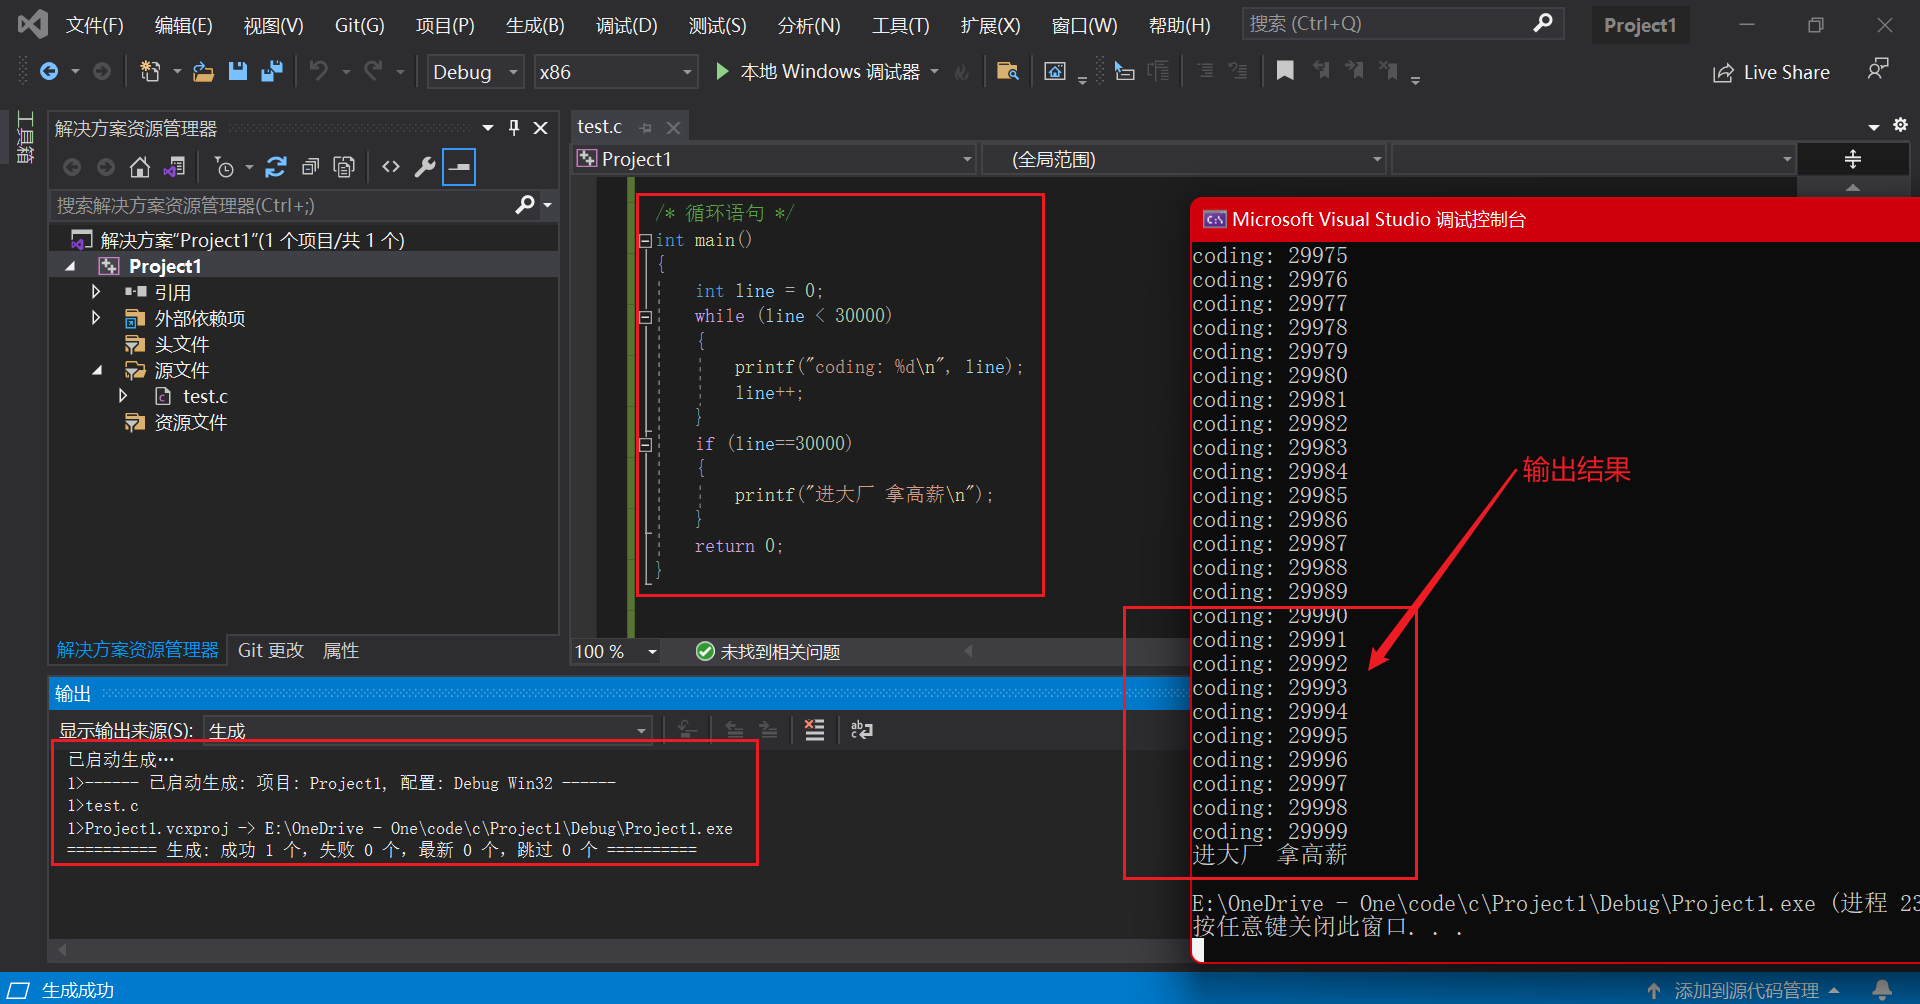 文件(F) 编辑(E) 视图(V) Git(G) 项目(P) 生成(B) 调试(D) 测试(S) 分析(N) 工具(T) 扩展(X) 窗口(W) 帮助(H) 搜索 (Ctrl+Q) Project1
Debug x86 本地 Windows 调试器 Live Share
工具箱
解决方案资源管理器
搜索解决方案资源管理器(Ctrl+;)
解决方案"Project1"(1 个项目/共 1 个)
Project1
引用
外部依赖项
头文件
源文件
test.c
资源文件
解决方案资源管理器 Git 更改 属性
test.c
Project1 (全局范围)
/* 循环语句 */
int main()
{
int line = 0;
while (line < 30000)
{
printf("coding: %d\n", line);
line++;
}
if (line==30000)
{
printf("进大厂 拿高薪\n");
}
return 0;
}
100 % 未找到相关问题
输出
显示输出来源(S): 生成
已启动生成…
1>------ 已启动生成: 项目: Project1, 配置: Debug Win32 ------
1>test.c
1>Project1.vcxproj -> E:\OneDrive - One\code\c\Project1\Debug\Project1.exe
========== 生成: 成功 1 个，失败 0 个，最新 0 个，跳过 0 个 ==========
Microsoft Visual Studio 调试控制台
coding: 29975
coding: 29976
coding: 29977
coding: 29978
coding: 29979
coding: 29980
coding: 29981
coding: 29982
coding: 29983
coding: 29984
coding: 29985
coding: 29986
coding: 29987
coding: 29988
coding: 29989
coding: 29990
coding: 29991
coding: 29992
coding: 29993
coding: 29994
coding: 29995
coding: 29996
coding: 29997
coding: 29998
coding: 29999
进大厂 拿高薪
E:\OneDrive - One\code\c\Project1\Debug\Project1.exe (进程 23
按任意键关闭此窗口. . .
输出结果
生成成功 添加到源代码管理